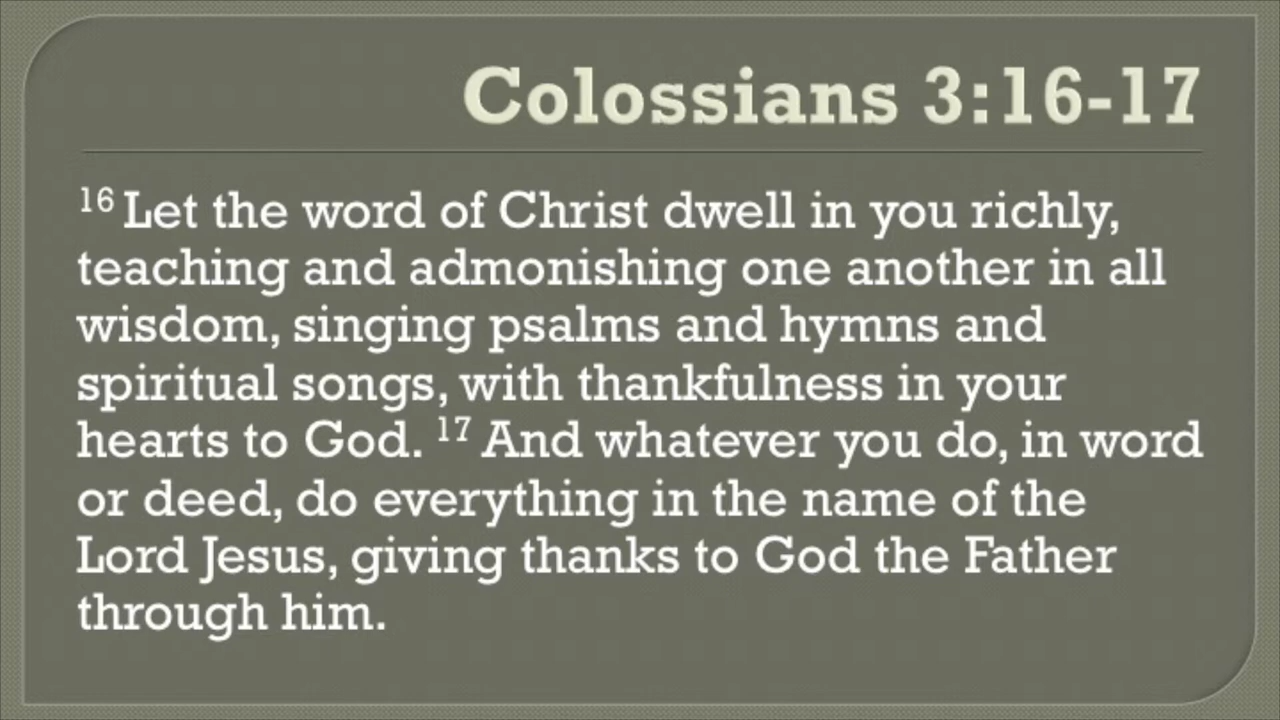 Colossians 3:16-17
16 Let the word of Christ dwell in you richly,
teaching and admonishing one another in all
wisdom, singing psalms and hymns and
spiritual songs, with thankfulness in your
hearts to God. 17 And whatever you do, in word
or deed, do everything in the name of the
Lord Jesus, giving thanks to God the Father
through him.